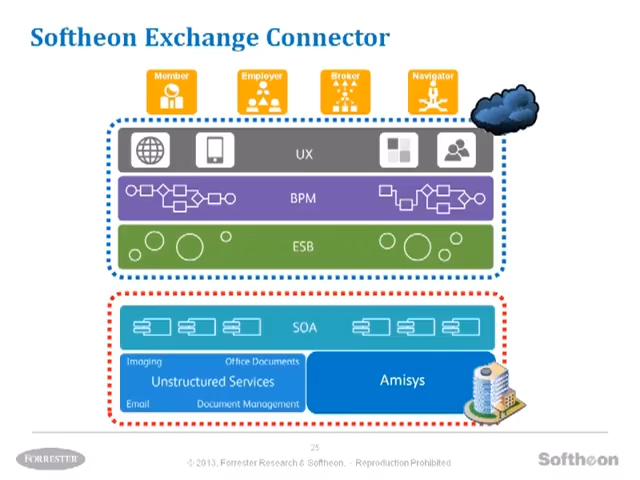 Softheon Exchange Connector
Member Employer Broker Navigator
UX
BPM
ESB
SOA
Imaging Office Documents
Unstructured Services
Amisys
Email Document Management
25
© 2013, Forrester Research & Softheon. - Reproduction Prohibited
FORRESTER
Softheon